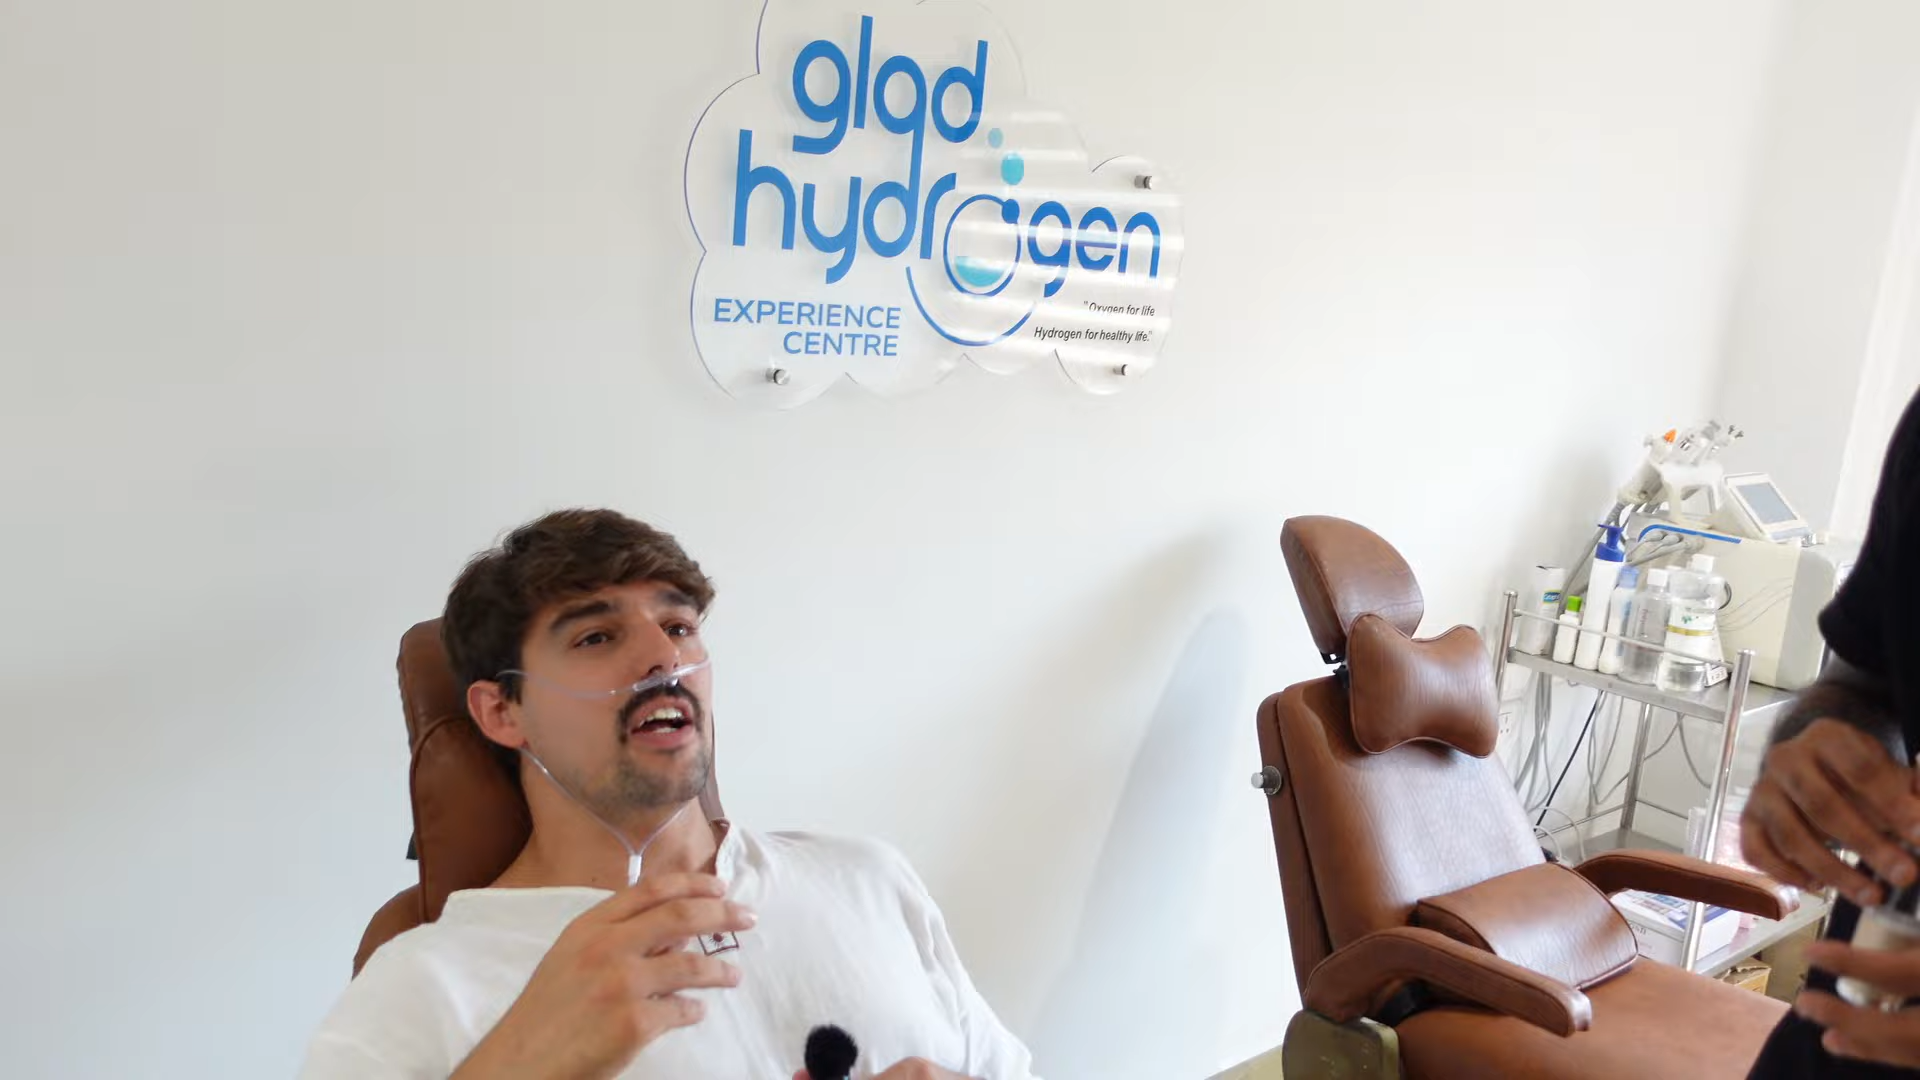 glad
hydrogen
EXPERIENCE
CENTRE
"Oxygen for life
Hydrogen for healthy life."